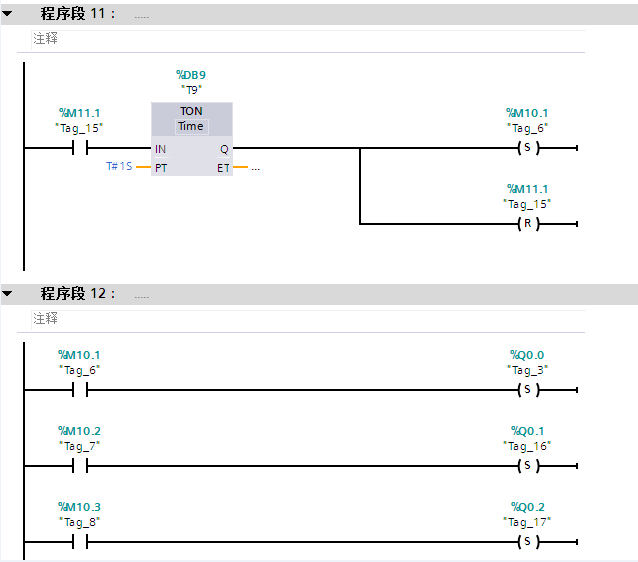 程序段 11： .....
注释
%DB9
"T9"
%M11.1
"Tag_15"
TON
Time
%M10.1
"Tag_6"
IN
Q
S
T#1S
PT
ET
...
%M11.1
"Tag_15"
R
程序段 12： .....
注释
%M10.1
"Tag_6"
%Q0.0
"Tag_3"
S
%M10.2
"Tag_7"
%Q0.1
"Tag_16"
S
%M10.3
"Tag_8"
%Q0.2
"Tag_17"
S